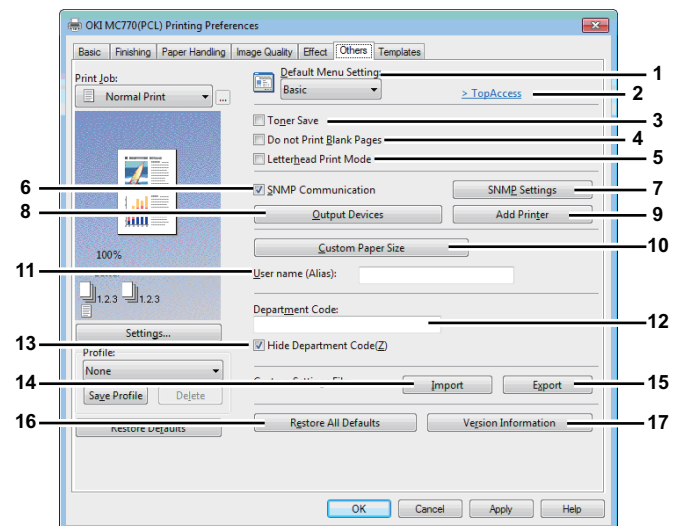 OKI MC770(PCL) Printing Preferences
Basic Finishing Paper Handling Image Quality Effect Others Templates
Print Job:
Normal Print
...
100%
1.2.3 1.2.3
Settings...
Profile:
None
Save Profile Delete
Restore Defaults
Default Menu Setting:
Basic
> TopAccess
Toner Save
Do not Print Blank Pages
Letterhead Print Mode
SNMP Communication
SNMP Settings
Output Devices
Add Printer
Custom Paper Size
User name (Alias):
Department Code:
Hide Department Code(Z)
Import Export
Restore All Defaults
Version Information
OK Cancel Apply Help
1
2
3
4
5
6
7
8
9
10
11
12
13
14
15
16
17